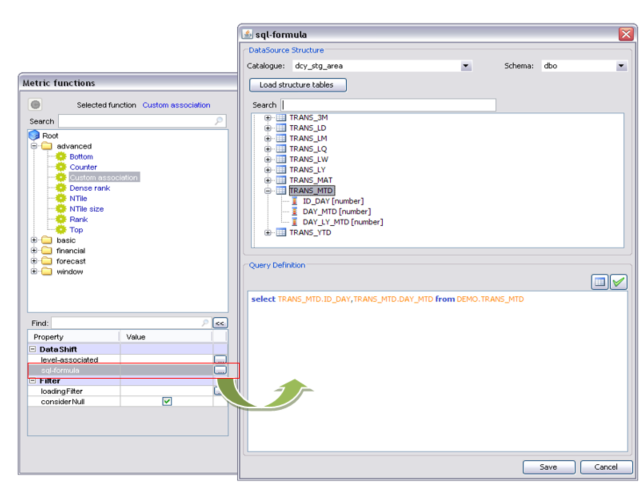 sql-formula
DataSource Structure
Catalogue: dcy_stg_area Schema: dbo
Load structure tables
Search
TRANS_JM
TRANS_LD
TRANS_LM
TRANS_LQ
TRANS_LW
TRANS_LY
TRANS_MAT
TRANS_MTD
ID_DAY [number]
DAY_MTD [number]
DAY_LY_MTD [number]
TRANS_YTD
Query Definition
select TRANS_MTD.ID_DAY,TRANS_MTD.DAY_MTD from DEMO.TRANS_MTD
Save Cancel
Metric functions
Selected function Custom association
Search
Root
advanced
Bottom
Counter
Custom association
Dense rank
NTile
NTile size
Rank
Top
basic
financial
forecast
window
Find: <<
Property Value
DataShift
level-associated
sql-formula
Filter
loadingFilter
considerNull